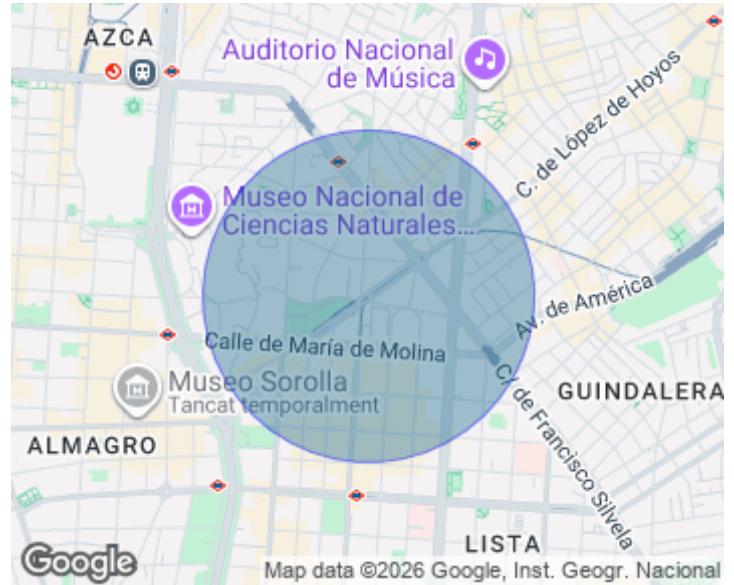 AZCA
Auditorio Nacional
de Música
C. de López de Hoyos
Museo Nacional de
Ciencias Naturales...
Av. de América
Calle de María de Molina
Museo Sorolla
Tancat temporalment
C/ de Francisco Silvela
GUINDALERA
ALMAGRO
LISTA
Google
Map data ©2026 Google, Inst. Geogr. Nacional